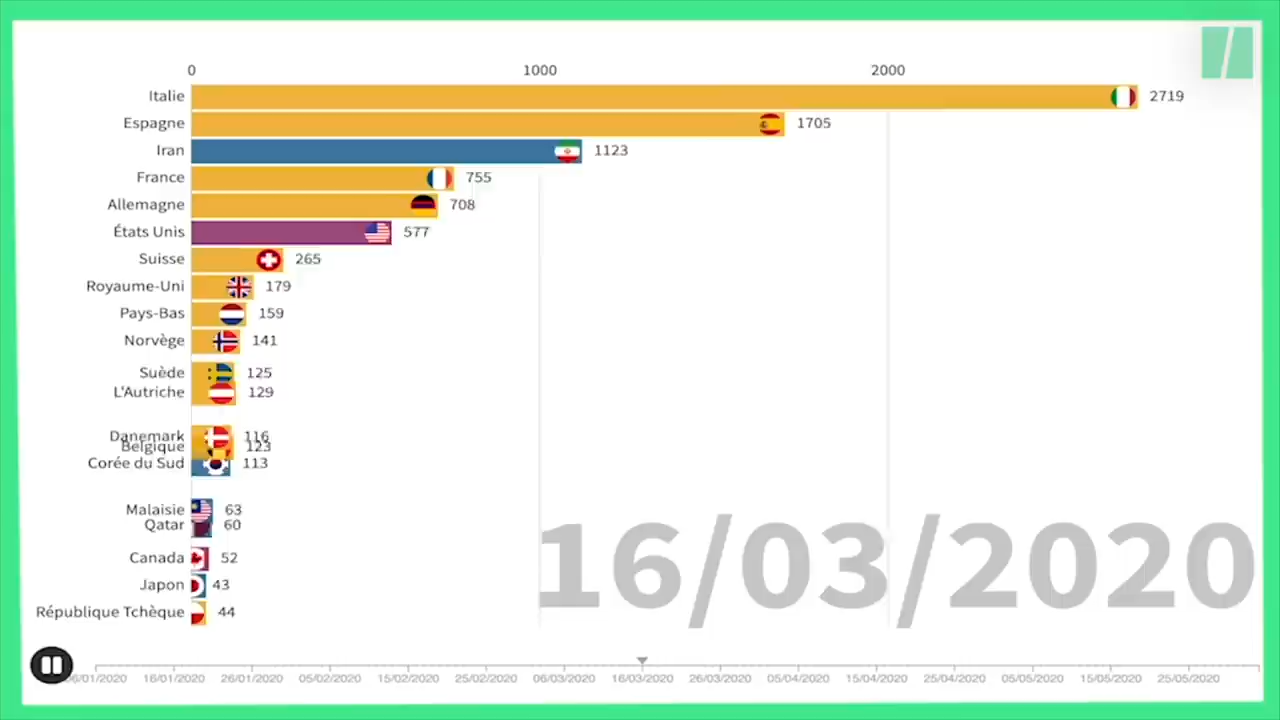 0 1000 2000
Italie 2719
Espagne 1705
Iran 1123
France 755
Allemagne 708
États Unis 577
Suisse 265
Royaume-Uni 179
Pays-Bas 159
Norvège 141
Suède 125
L'Autriche 129
Danemark 116
Belgique 123
Corée du Sud 113
Malaisie 63
Qatar 60
Canada 52
Japon 43
République Tchèque 44
16/03/2020
06/01/2020 16/01/2020 26/01/2020 05/02/2020 15/02/2020 25/02/2020 06/03/2020 16/03/2020 26/03/2020 05/04/2020 15/04/2020 25/04/2020 05/05/2020 15/05/2020 25/05/2020